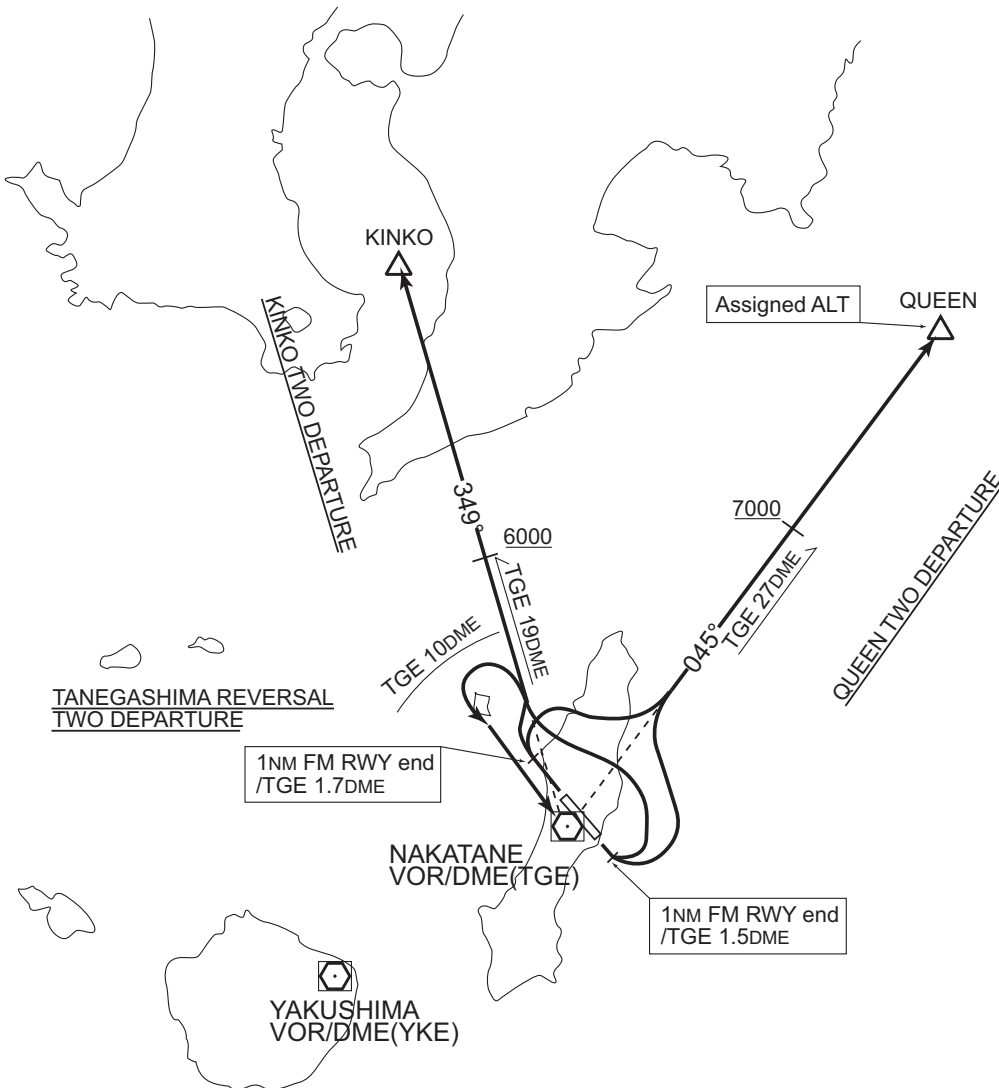 KINKO
Assigned ALT
QUEEN
KINKO TWO DEPARTURE
349°
6000
TGE 19DME
7000
TGE 27DME
045°
QUEEN TWO DEPARTURE
TGE 10DME
TANEGASHIMA REVERSAL
TWO DEPARTURE
1NM FM RWY end
/TGE 1.7DME
NAKATANE
VOR/DME(TGE)
1NM FM RWY end
/TGE 1.5DME
YAKUSHIMA
VOR/DME(YKE)